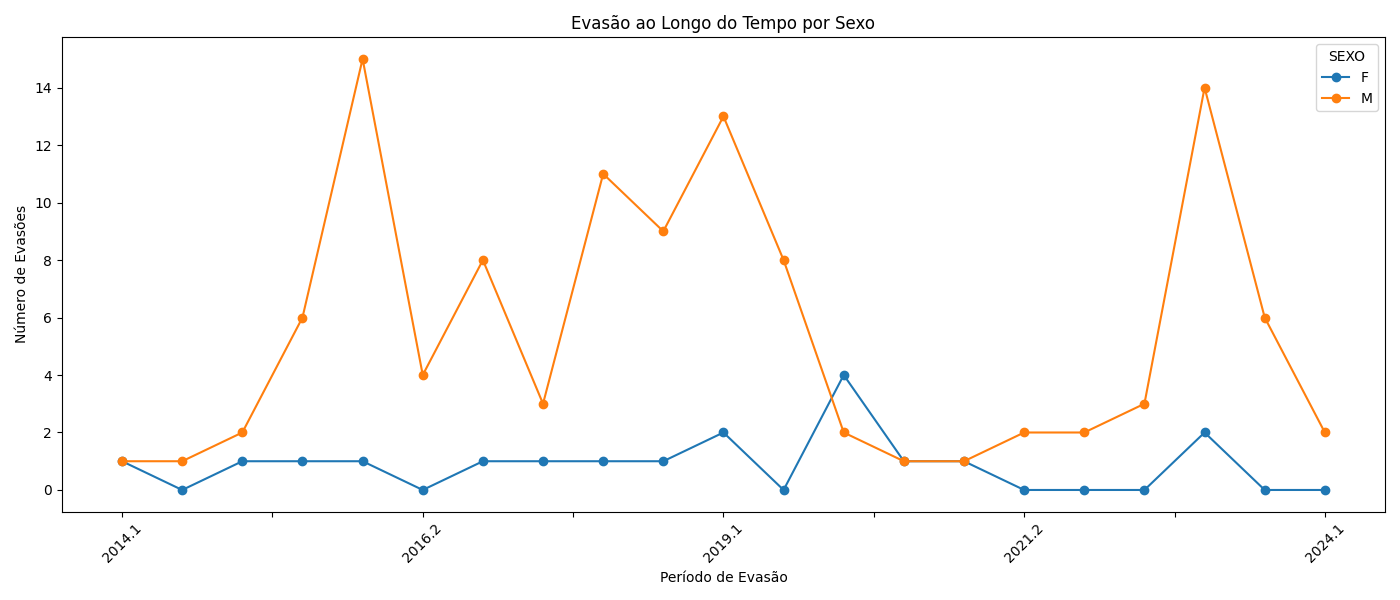 Evasão ao Longo do Tempo por Sexo
SEXO
F
M
Número de Evasões
14
12
10
8
6
4
2
0
2014.1
2016.2
2019.1
2021.2
2024.1
Período de Evasão